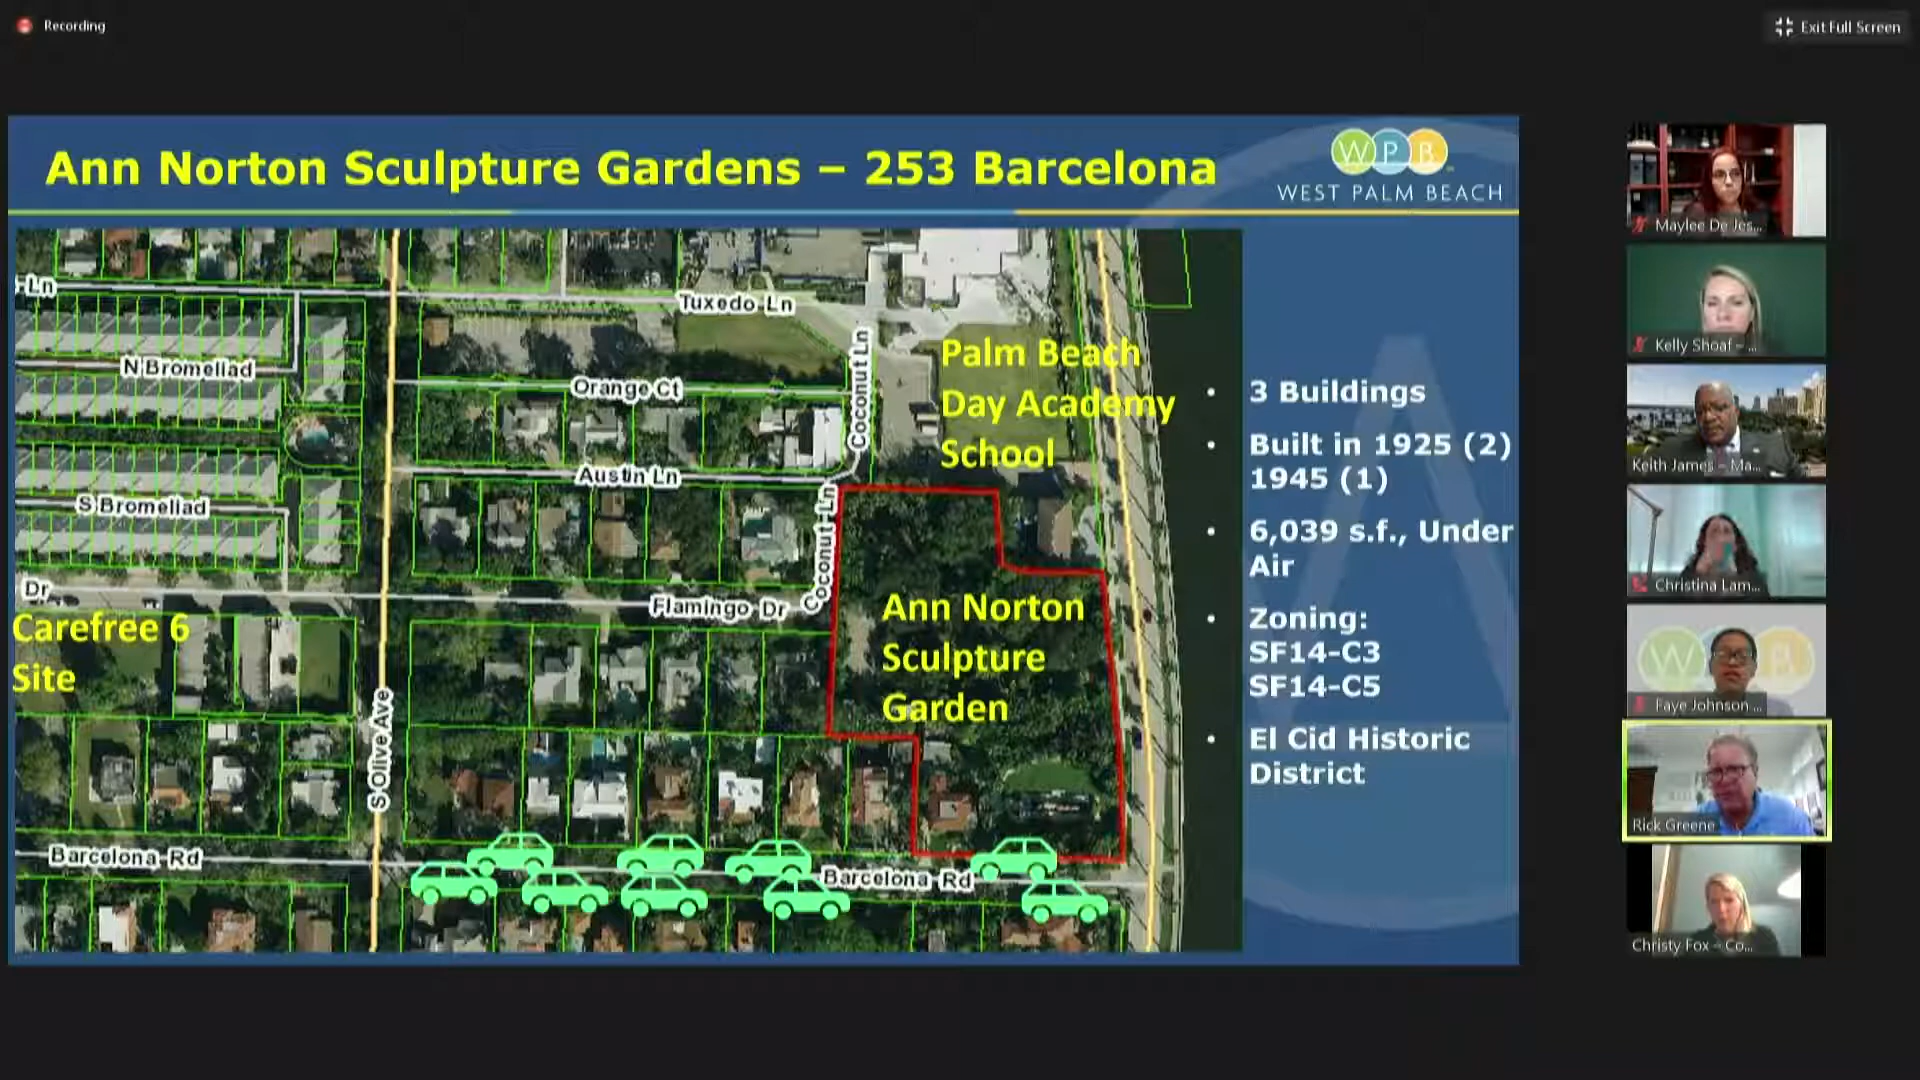 Recording
Exit Full Screen
Ann Norton Sculpture Gardens – 253 Barcelona
WPB
WEST PALM BEACH
Ln
Tuxedo Ln
N Bromeliad
Orange Ct
Coconut Ln
Palm Beach
Day Academy
School
Austin Ln
S Bromeliad
Coconut Ln
Dr
Flamingo Dr
Carefree 6
Site
Ann Norton
Sculpture
Garden
S Olive Ave
Barcelona Rd
Barcelona Rd
• 3 Buildings
• Built in 1925 (2)
1945 (1)
• 6,039 s.f., Under
Air
• Zoning:
SF14-C3
SF14-C5
• El Cid Historic
District
Maylee De Jes...
Kelly Shoaf – ...
Keith James – Ma...
Christina Lam...
WPB
Faye Johnson ...
Rick Greene
Christy Fox – Co...